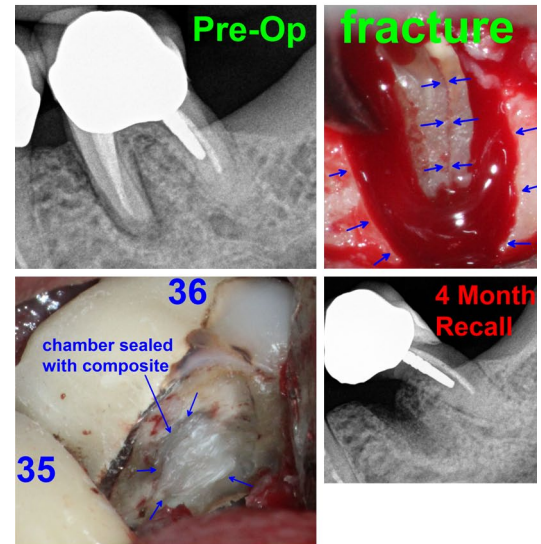 Pre-Op
fracture
36
chamber sealed
with composite
35
4 Month
Recall